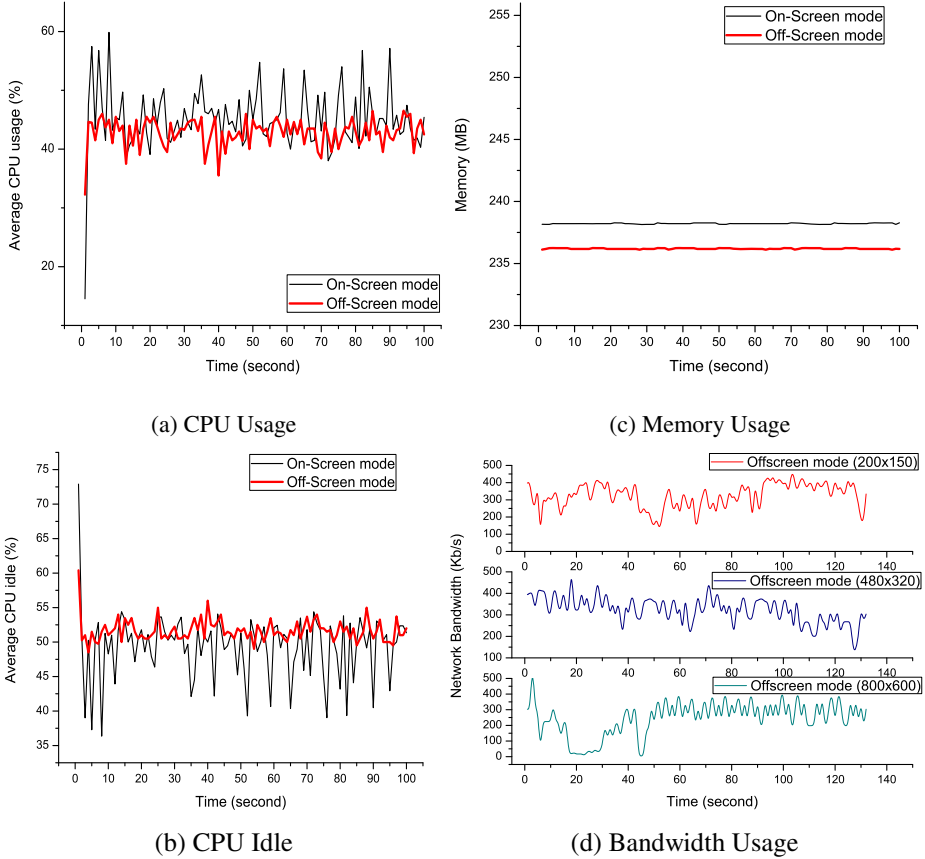 60
40
20
Average CPU usage (%)
On-Screen mode
Off-Screen mode
0 10 20 30 40 50 60 70 80 90 100
Time (second)
(a) CPU Usage
On-Screen mode
Off-Screen mode
255
250
245
240
235
230
Memory (MB)
0 10 20 30 40 50 60 70 80 90 100
Time (second)
(c) Memory Usage
On-Screen mode
Off-Screen mode
75
70
65
60
55
50
45
40
35
Average CPU idle (%)
0 10 20 30 40 50 60 70 80 90 100
Time (second)
(b) CPU Idle
Offscreen mode (200x150)
500
400
300
200
100
0 20 40 60 80 100 120 140
Network Bandwidth (Kb/s)
Offscreen mode (480x320)
500
400
300
200
100
0 20 40 60 80 100 120 140
Offscreen mode (800x600)
500
400
300
200
100
0
0 20 40 60 80 100 120 140
Time (second)
(d) Bandwidth Usage